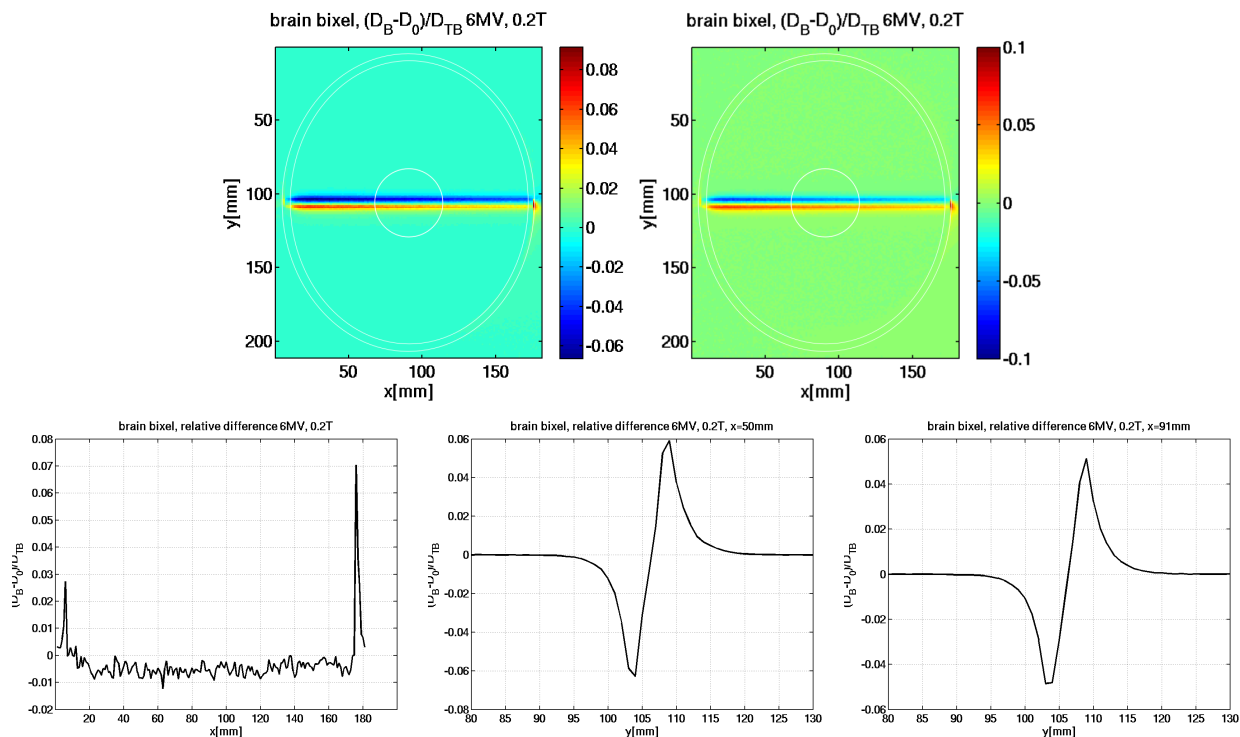 brain bixel, (D_B-D_0)/D_TB 6MV, 0.2T
brain bixel, (D_B-D_0)/D_TB 6MV, 0.2T
50
100
150
200
y[mm]
50 100 150
x[mm]
0.08
0.06
0.04
0.02
0
-0.02
-0.04
-0.06
50
100
150
200
y[mm]
50 100 150
x[mm]
0.1
0.05
0
-0.05
-0.1
brain bixel, relative difference 6MV, 0.2T
0.08
0.07
0.06
0.05
0.04
0.03
0.02
0.01
0
-0.01
-0.02
(D_B-D_0)/D_TB
20 40 60 80 100 120 140 160 180 200
x[mm]
brain bixel, relative difference 6MV, 0.2T, x=50mm
0.06
0.04
0.02
0
-0.02
-0.04
-0.06
-0.08
(D_B-D_0)/D_TB
80 85 90 95 100 105 110 115 120 125 130
y[mm]
brain bixel, relative difference 6MV, 0.2T, x=91mm
0.06
0.04
0.02
0
-0.02
-0.04
-0.06
(D_B-D_0)/D_TB
80 85 90 95 100 105 110 115 120 125 130
y[mm]